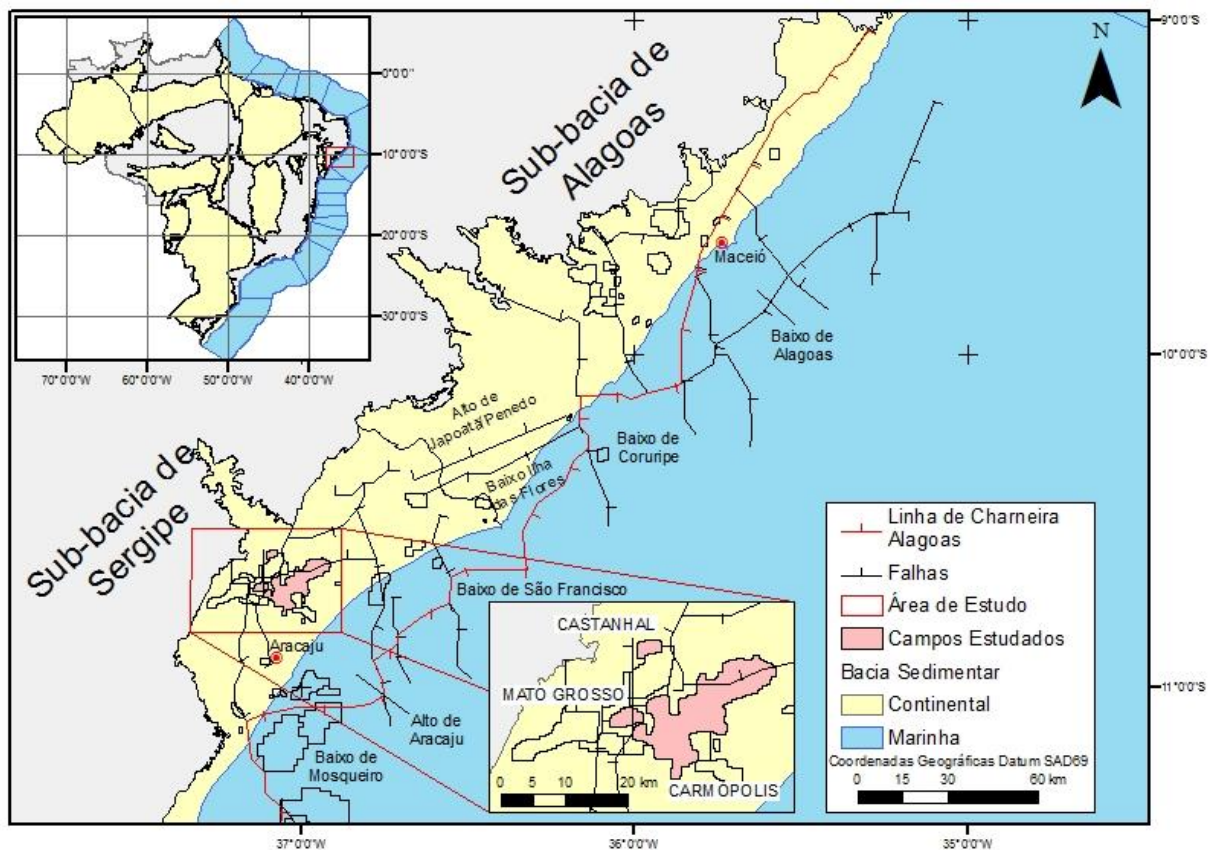 0°0'0"
10°0'0"S
20°0'0"S
30°0'0"S
70°0'0"W
60°0'0"W
50°0'0"W
40°0'0"W
N
9°0'0"S
10°0'0"S
11°0'0"S
37°0'0"W
36°0'0"W
35°0'0"W
Sub-bacia de
Alagoas
Sub-bacia de
Sergipe
Maceió
Baixo de
Alagoas
Alto de
Japoatá/Penedo
Baixo de
Coruripe
Baixo Ilha
das Flores
Baixo de São Francisco
Aracaju
Alto de
Aracaju
Baixo de
Mosqueiro
CASTANHAL
MATO GROSSO
CARMÓPOLIS
0 5 10 20 km
Linha de Charneira
Alagoas
Falhas
Área de Estudo
Campos Estudados
Bacia Sedimentar
Continental
Marinha
Coordenadas Geográficas Datum SAD69
0 15 30 60 km